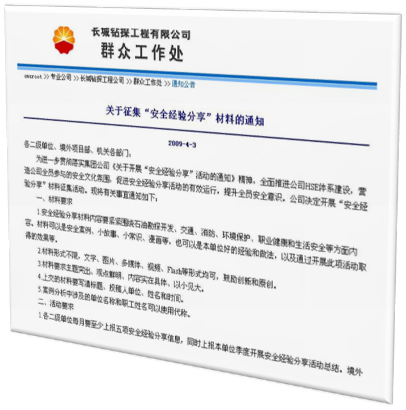 长城钻探工程有限公司
群众工作处
>> 专业公司 >> 长城钻探工程公司 >> 群众工作处 >> 通知公告
关于征集“安全经验分享”材料的通知
2009-4-3
各二级单位、境外项目部、机关各部门:
为进一步贯彻落实集团公司《关于开展“安全经验分享”活动的通知》精神,全面推进公司HSE体系建设,营
造公司全员参与的安全文化氛围,促进安全经验分享活动的有效运行,提升全员安全意识。公司决定开展“安全经
验分享”材料征集活动。现将有关事宜通知如下:
一、材料要求
1.安全经验分享材料内容要紧紧围绕石油勘探开发、交通、消防、环境保护、职业健康和生活安全等方面内
容。材料可以是安全案例、小故事、小常识、漫画等,也可以是本单位好的经验和做法,以及通过开展此项活动取
得的效果等。
2.材料形式不限,文字、图片、多媒体、视频、Flash等形式均可,鼓励创新和原创。
3.材料要求主题突出、观点鲜明、内容实在具体、以小见大。
4.上交的材料要写清标题、投稿人单位、姓名和时间。
5.案例分析中涉及的单位名称和职工姓名可以使用代称。
二、活动要求
1.各二级单位每月要至少上报五项安全经验分享信息,同时上报本单位季度开展安全经验分享活动总结。境外